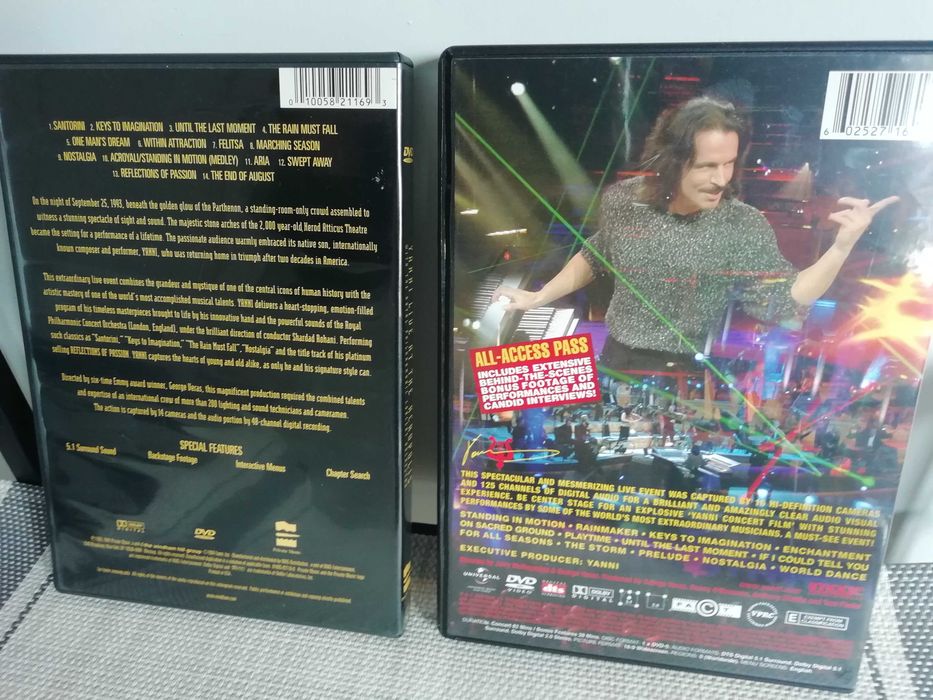 0 10058 21169 3
1. SANTORINI 2. KEYS TO IMAGINATION 3. UNTIL THE LAST MOMENT 4. THE RAIN MUST FALL
5. ONE MAN'S DREAM 6. WITHIN ATTRACTION 7. FELITSA 8. MARCHING SEASON
9. NOSTALGIA 10. ACROYALI/STANDING IN MOTION (MEDLEY) 11. ARIA 12. SWEPT AWAY
13. REFLECTIONS OF PASSION 14. THE END OF AUGUST
On the night of September 25, 1993, beneath the golden glow of the Parthenon, a standing-room-only crowd assembled to
witness a stunning spectacle of sight and sound. The majestic stone arches of the 2,000 year-old Herod Atticus Theatre
became the setting for a performance of a lifetime. The passionate audience warmly embraced its native son, internationally
known composer and performer, YANNI, who was returning home in triumph after two decades in America.
This extraordinary live event combines the grandeur and mystique of one of the central icons of human history with the
artistic mastery of one of the world's most accomplished musical talents. YANNI delivers a heart-stopping, emotion-filled
program of his timeless masterpieces brought to life by his innovative band and the powerful sounds of the Royal
Philharmonic Concert Orchestra (London, England), under the brilliant direction of conductor Shardad Rohani. Performing
such classics as "Santorini," "Keys to Imagination," "The Rain Must Fall", "Nostalgia" and the title track of his platinum
selling REFLECTIONS OF PASSION, YANNI captures the hearts of young and old alike, as only he and his signature style can.
Directed by six-time Emmy award winner, George Veras, this magnificent production required the combined talents
and expertise of an international crew of more than 200 lighting and sound technicians and cameramen.
The action is captured by 14 cameras and the audio portion by 48-channel digital recording.
SPECIAL FEATURES
5.1 Surround Sound Backstage Footage Interactive Menus Chapter Search
DOLBY
DIGITAL
DVD
Private Music
6 02527 16
ALL-ACCESS PASS
INCLUDES EXTENSIVE
BEHIND-THE-SCENES
BONUS FOOTAGE OF
PERFORMANCES AND
CANDID INTERVIEWS!
THIS SPECTACULAR AND MESMERIZING LIVE EVENT WAS CAPTURED BY 16 HI-DEFINITION CAMERAS
AND 125 CHANNELS OF DIGITAL AUDIO FOR A BRILLIANT AND AMAZINGLY CLEAR AUDIO VISUAL
EXPERIENCE. BE CENTER STAGE FOR AN EXPLOSIVE 'YANNI CONCERT FILM' WITH STUNNING
PERFORMANCES BY SOME OF THE WORLD'S MOST EXTRAORDINARY MUSICIANS. A MUST-SEE EVENT!
STANDING IN MOTION • RAINMAKER • KEYS TO IMAGINATION • ENCHANTMENT
ON SACRED GROUND • PLAYTIME • UNTIL THE LAST MOMENT • IF I COULD TELL YOU
FOR ALL SEASONS • THE STORM • PRELUDE • NOSTALGIA • WORLD DANCE
EXECUTIVE PRODUCER: YANNI
UNIVERSAL
DVD
VIDEO
dts
DOLBY
DIGITAL
VPRC
E EXEMPT FROM
CLASSIFICATION